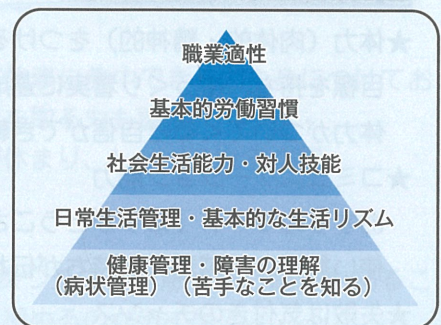 職業適性
基本的労働習慣
社会生活能力・対人技能
日常生活管理・基本的な生活リズム
健康管理・障害の理解
（病状管理）（苦手なことを知る）